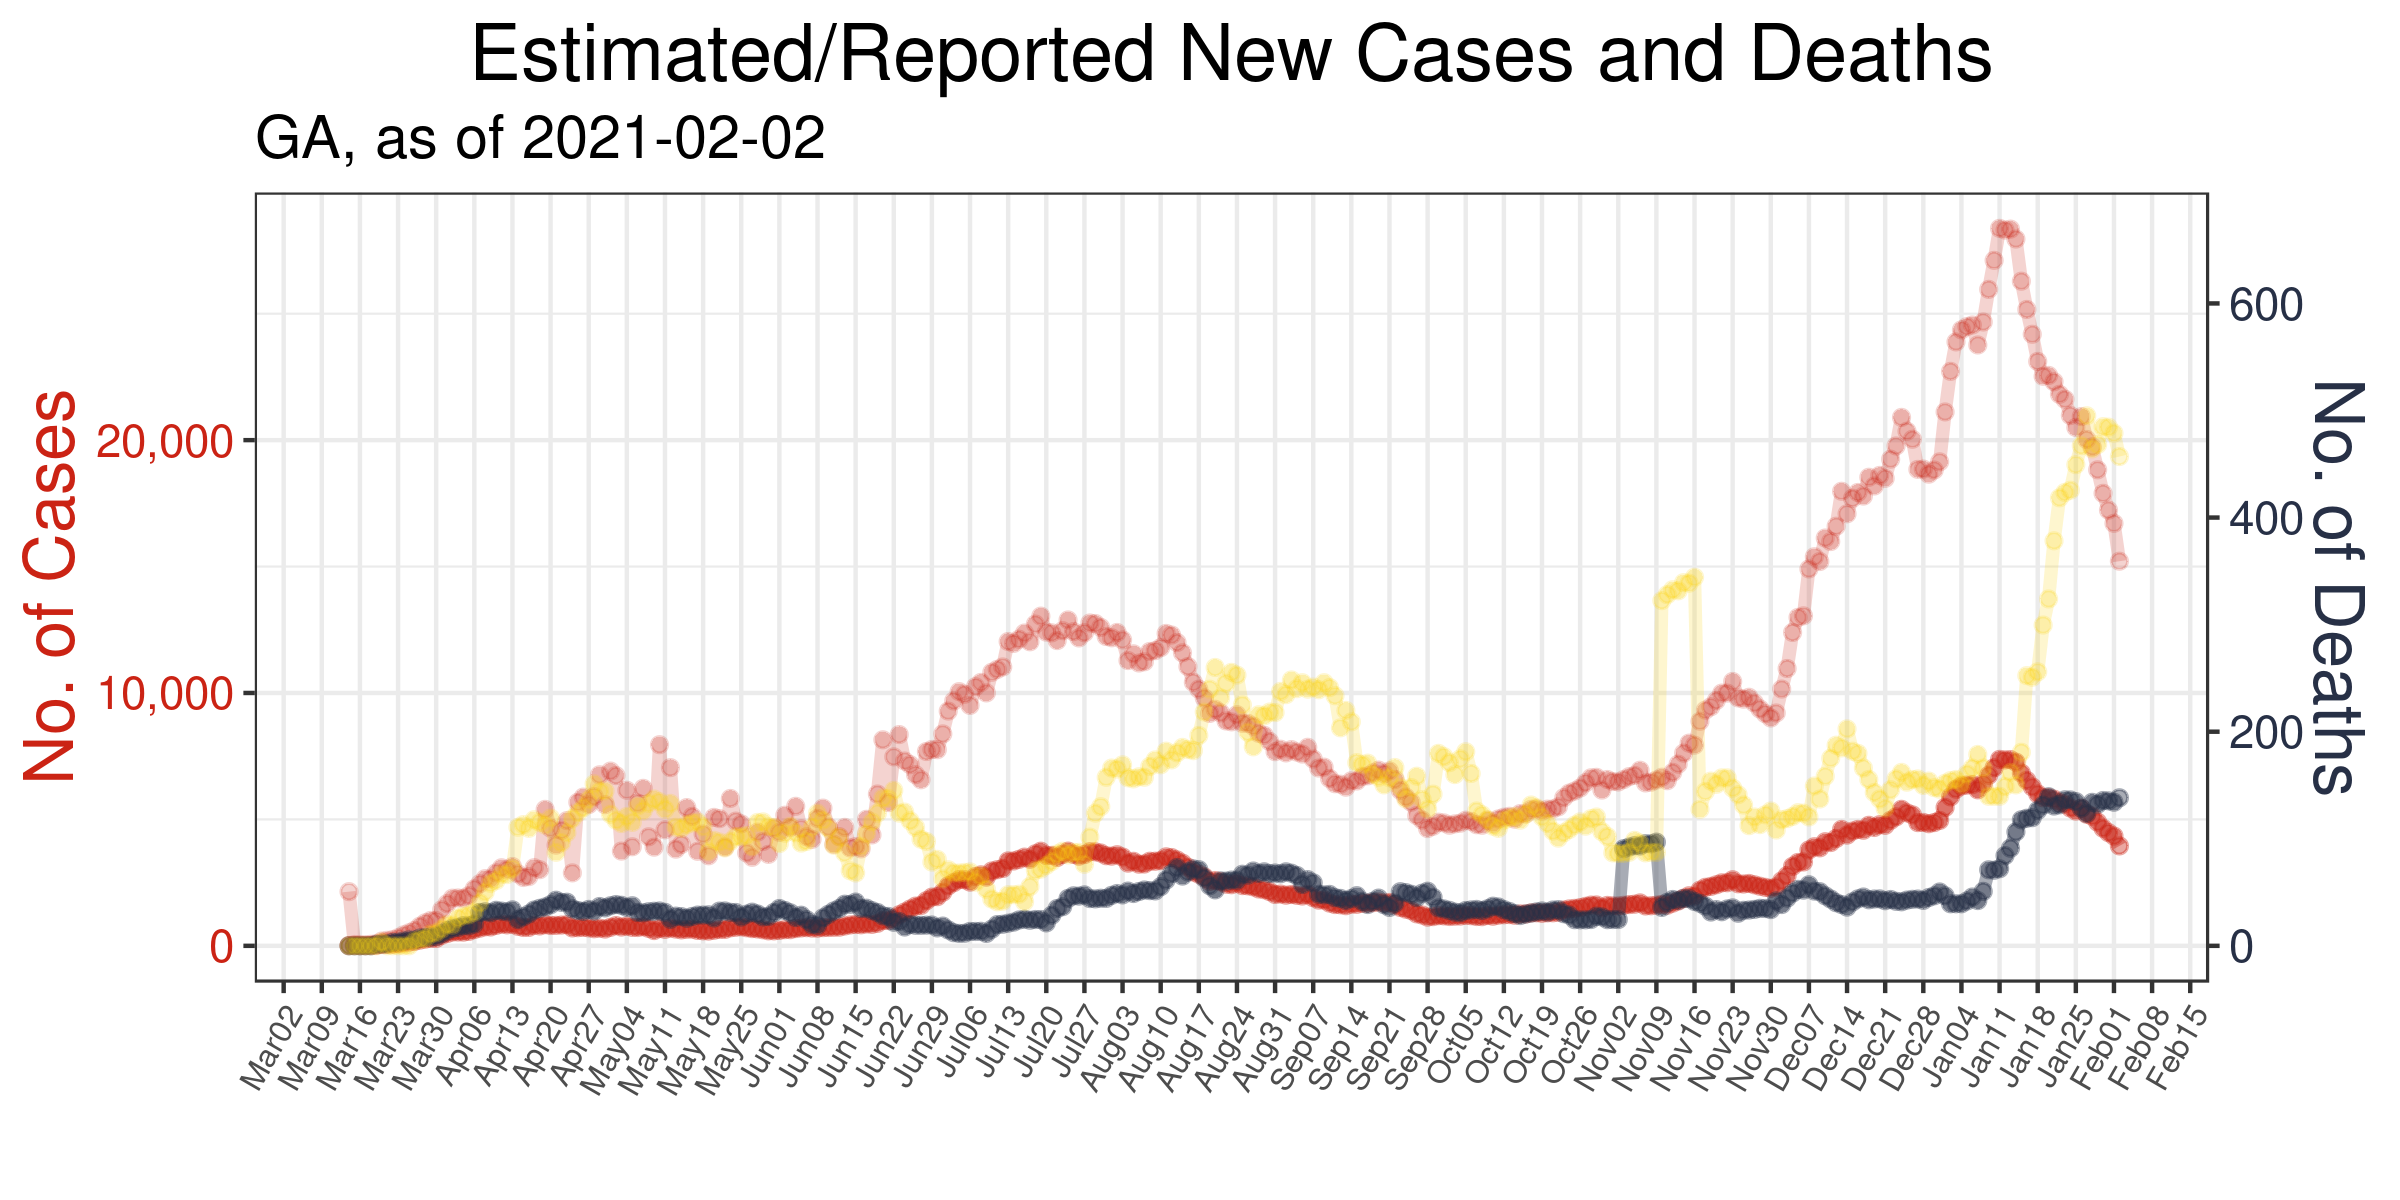 Estimated/Reported New Cases and Deaths
GA, as of 2021-02-02
No. of Cases
20,000
10,000
0
600
400
200
0
No. of Deaths
Mar02
Mar09
Mar16
Mar23
Mar30
Apr06
Apr13
Apr20
Apr27
May04
May11
May18
May25
Jun01
Jun08
Jun15
Jun22
Jun29
Jul06
Jul13
Jul20
Jul27
Aug03
Aug10
Aug17
Aug24
Aug31
Sep07
Sep14
Sep21
Sep28
Oct05
Oct12
Oct19
Oct26
Nov02
Nov09
Nov16
Nov23
Nov30
Dec07
Dec14
Dec21
Dec28
Jan04
Jan11
Jan18
Jan25
Feb01
Feb08
Feb15